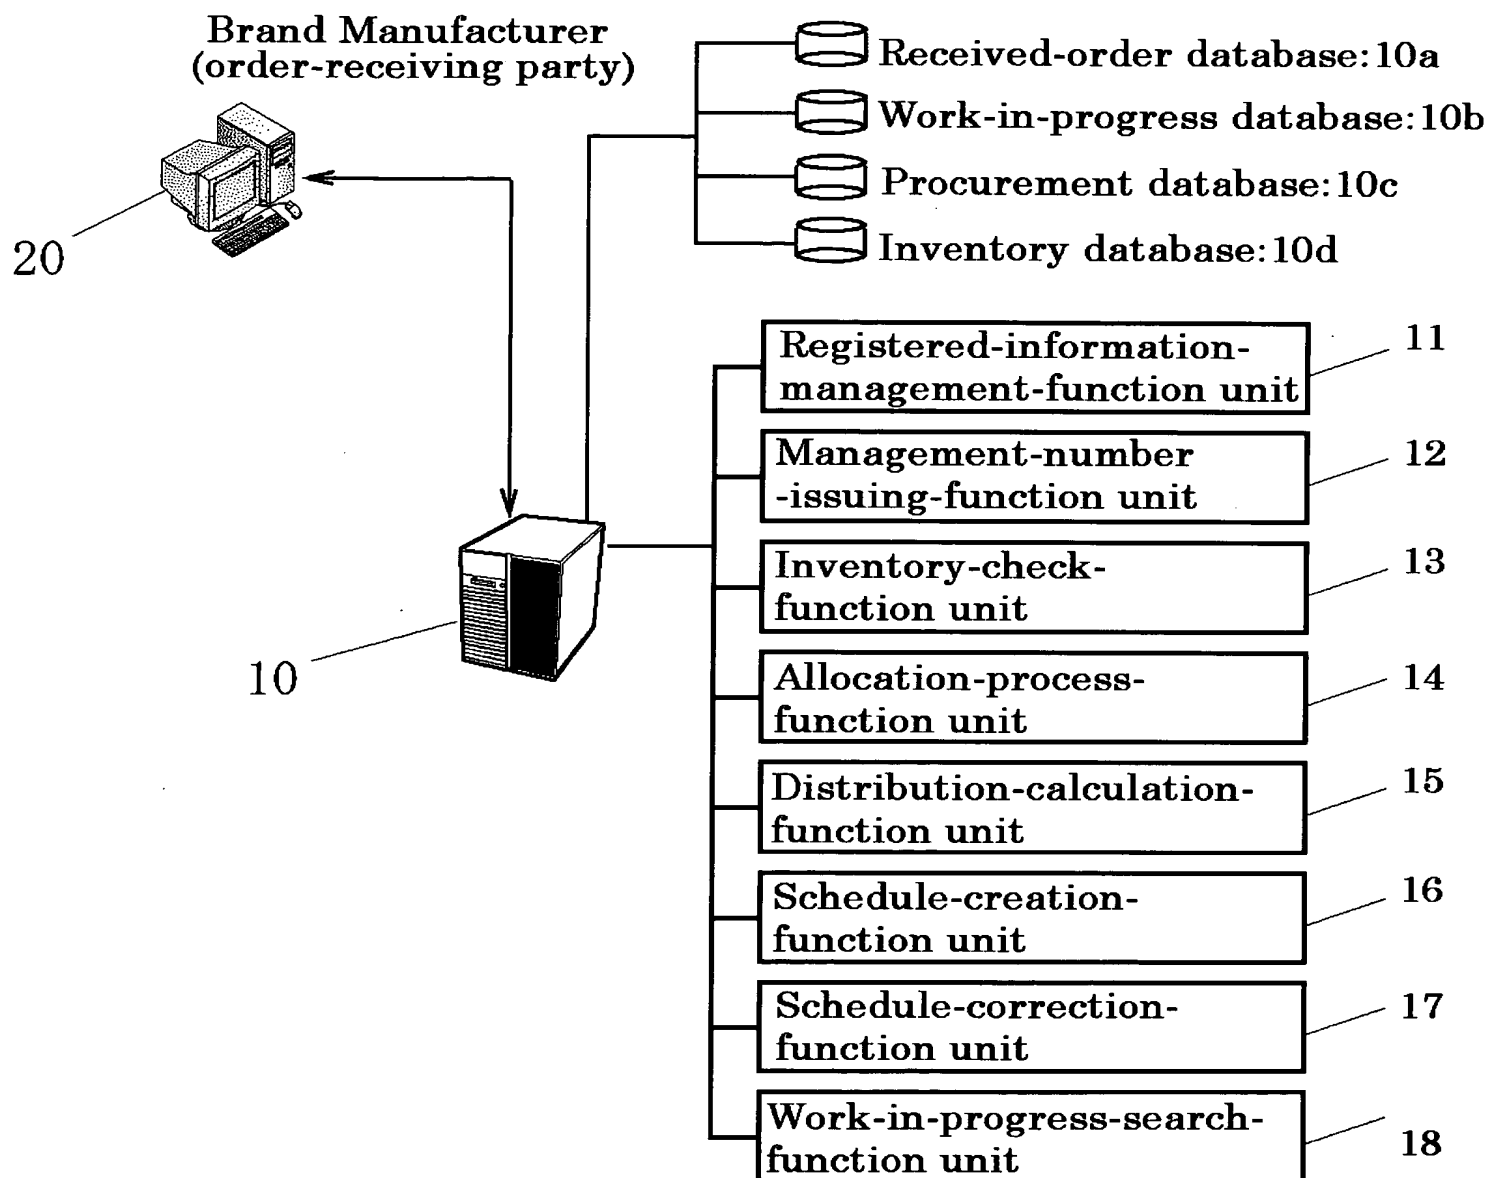 Brand Manufacturer
(order-receiving party)
20
10
Received-order database:10a
Work-in-progress database:10b
Procurement database:10c
Inventory database:10d
Registered-information-
management-function unit
11
Management-number
-issuing-function unit
12
Inventory-check-
function unit
13
Allocation-process-
function unit
14
Distribution-calculation-
function unit
15
Schedule-creation-
function unit
16
Schedule-correction-
function unit
17
Work-in-progress-search-
function unit
18